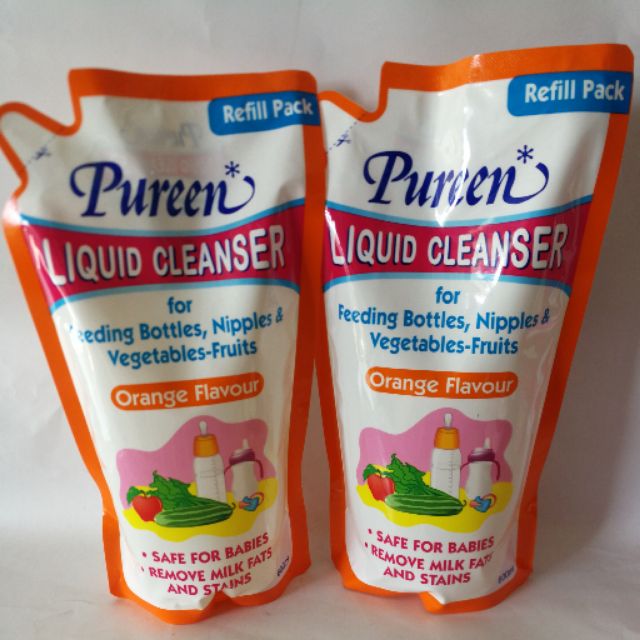 Refill Pack
Pureen*
LIQUID CLEANSER
for
Feeding Bottles, Nipples &
Vegetables-Fruits
Orange Flavour
• SAFE FOR BABIES
• REMOVE MILK FATS
AND STAINS
Refill Pack
Pureen*
LIQUID CLEANSER
for
Feeding Bottles, Nipples &
Vegetables-Fruits
Orange Flavour
• SAFE FOR BABIES
• REMOVE MILK FATS
AND STAINS